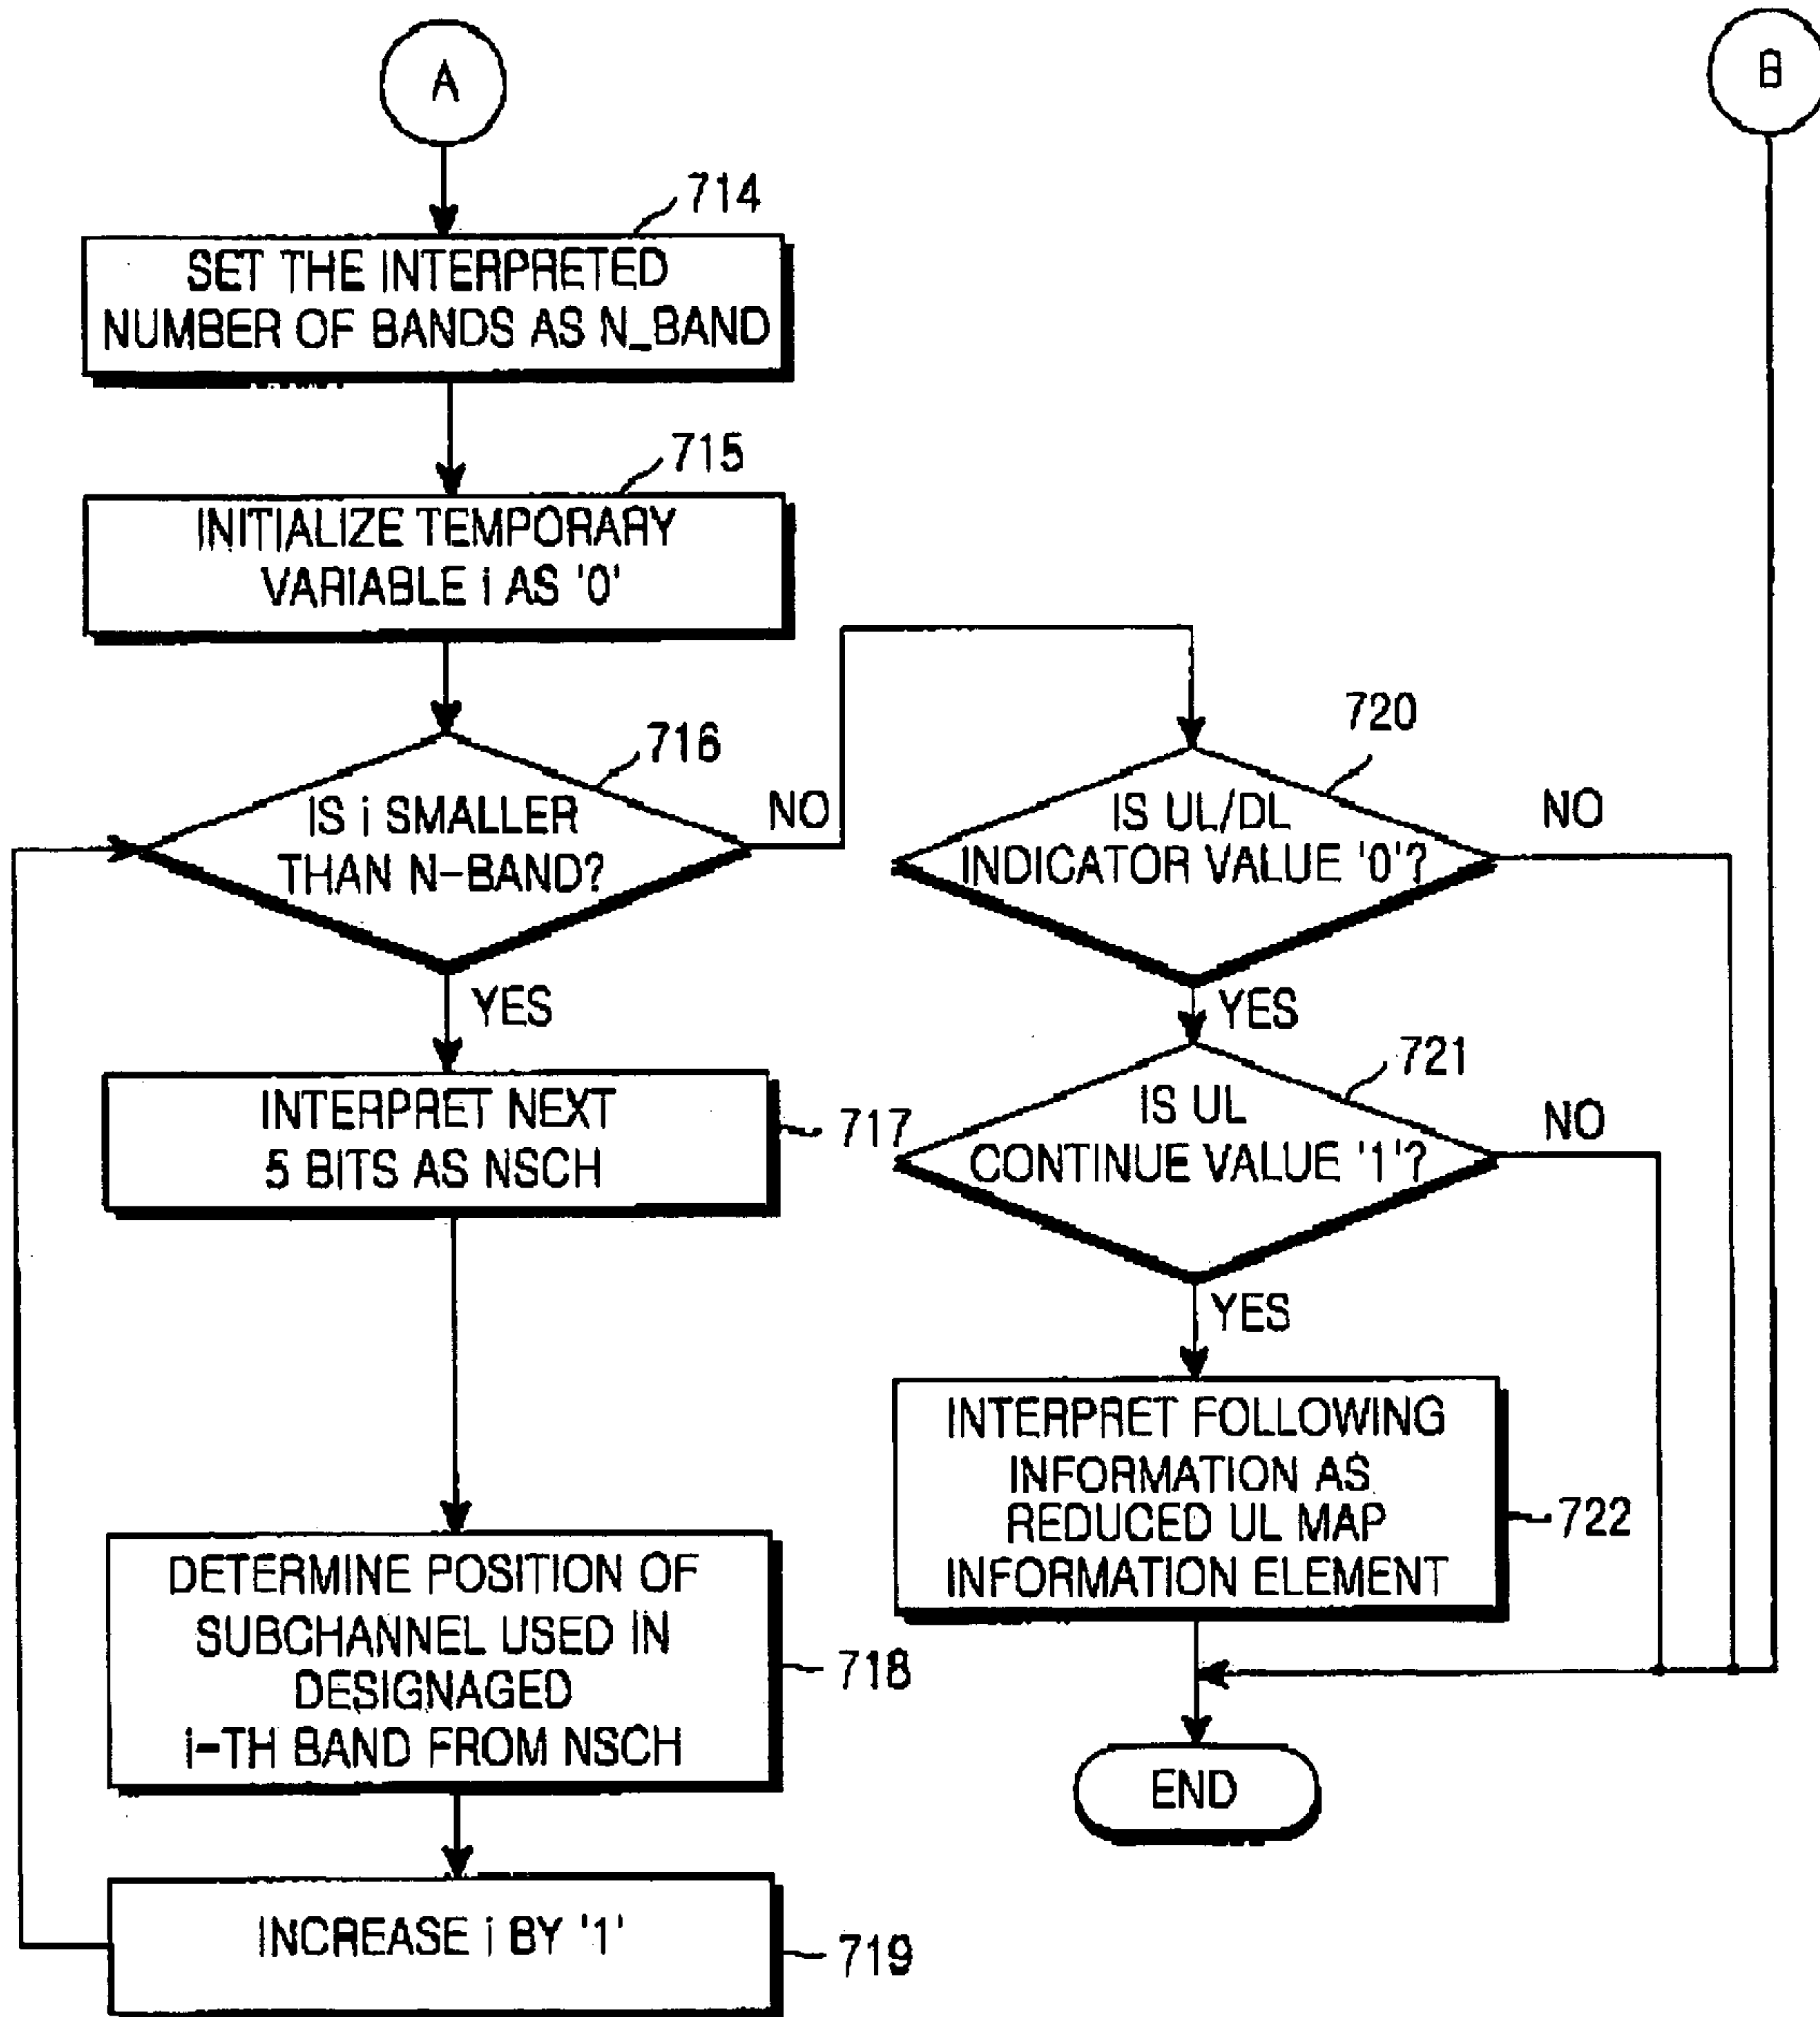 A
B
714
SET THE INTERPRETED
NUMBER OF BANDS AS N_BAND
715
INITIALIZE TEMPORARY
VARIABLE i AS '0'
716
IS i SMALLER
THAN N-BAND?
NO
YES
INTERPRET NEXT
5 BITS AS NSCH
717
DETERMINE POSITION OF
SUBCHANNEL USED IN
DESIGNAGED
i-TH BAND FROM NSCH
718
INCREASE i BY '1'
719
720
IS UL/DL
INDICATOR VALUE '0'?
NO
YES
721
IS UL
CONTINUE VALUE '1'?
NO
YES
INTERPRET FOLLOWING
INFORMATION AS
REDUCED UL MAP
INFORMATION ELEMENT
722
END